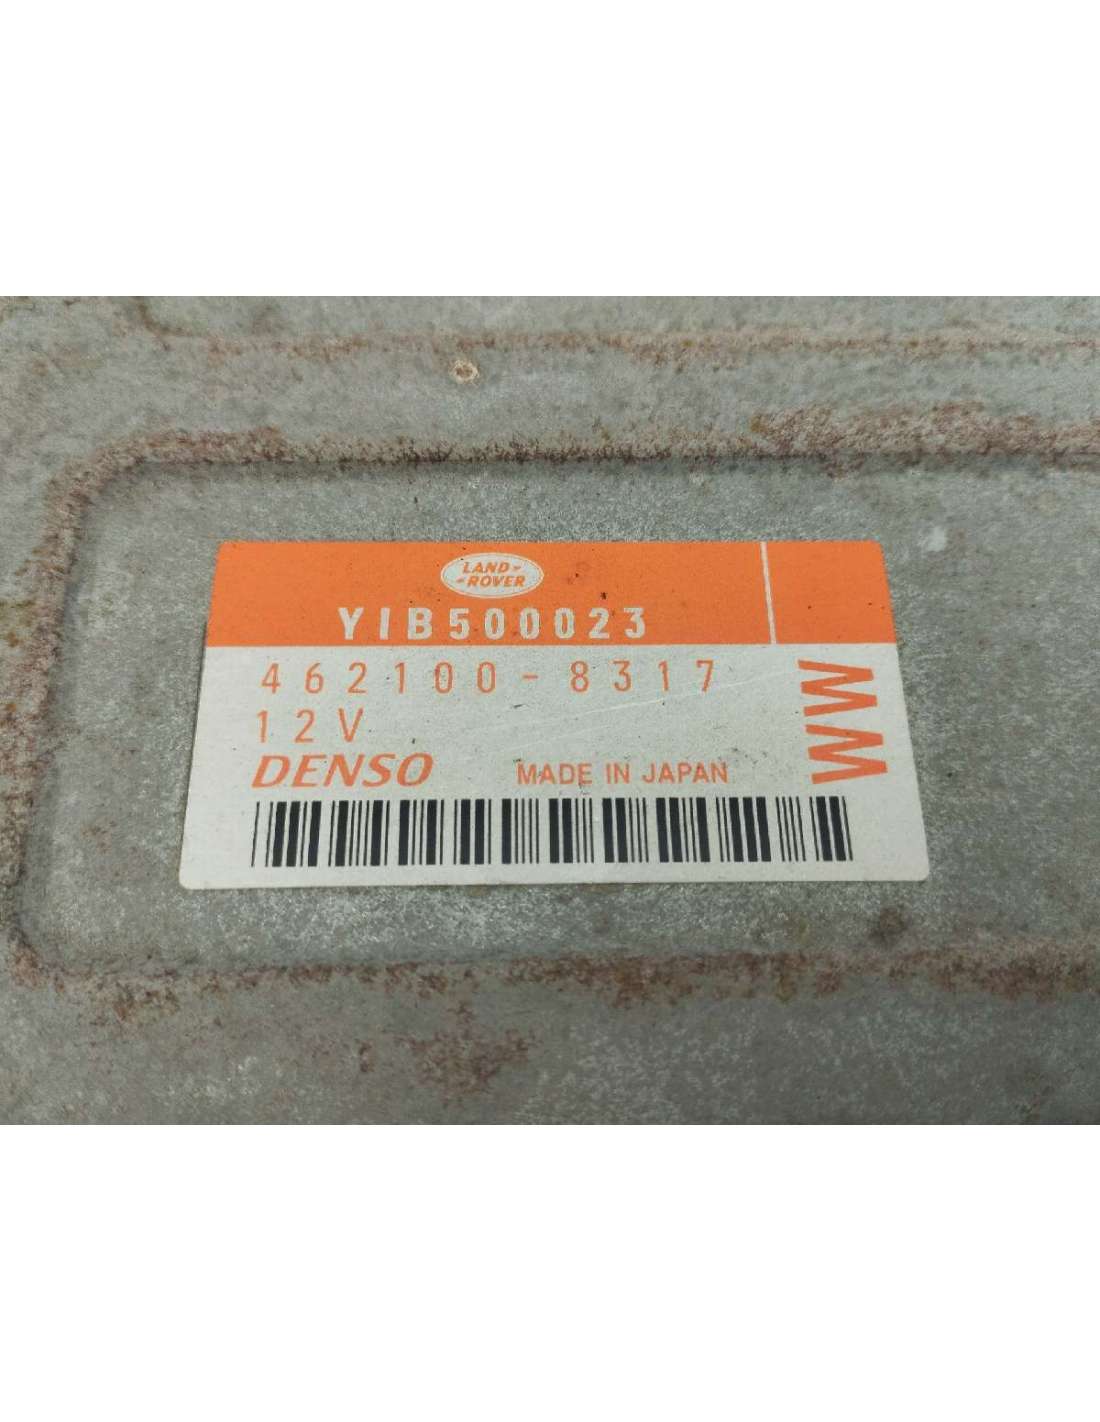 LAND
ROVER
YIB500023
462100-8317
12V
DENSO MADE IN JAPAN
WW